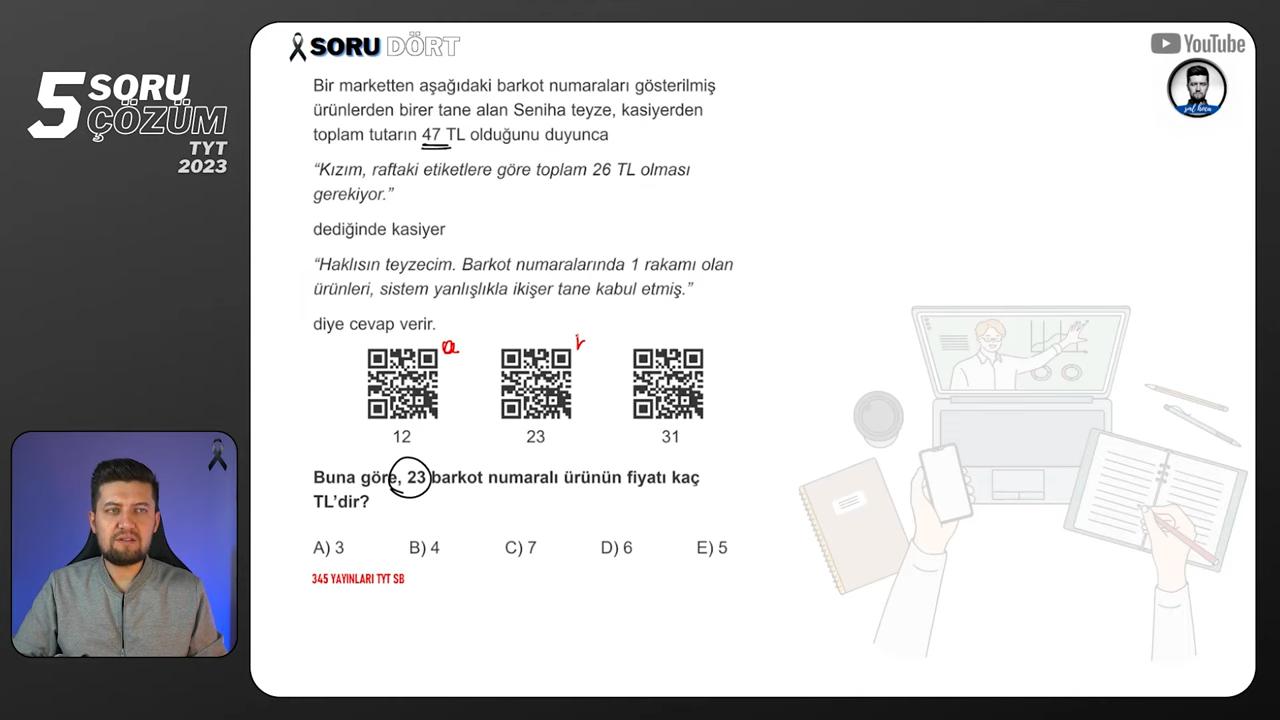 5 SORU
ÇÖZÜM
TYT
2023
SORU DÖRT
YouTube
Bir marketten aşağıdaki barkot numaraları gösterilmiş
ürünlerden birer tane alan Seniha teyze, kasiyerden
toplam tutarın 47 TL olduğunu duyunca
“Kızım, raftaki etiketlere göre toplam 26 TL olması
gerekiyor.”
dediğinde kasiyer
“Haklısın teyzecim. Barkot numaralarında 1 rakamı olan
ürünleri, sistem yanlışlıkla ikişer tane kabul etmiş.”
diye cevap verir.
a
12 23 31
Buna göre, 23 barkot numaralı ürünün fiyatı kaç
TL’dir?
A) 3 B) 4 C) 7 D) 6 E) 5
345 YAYINLARI TYT SB